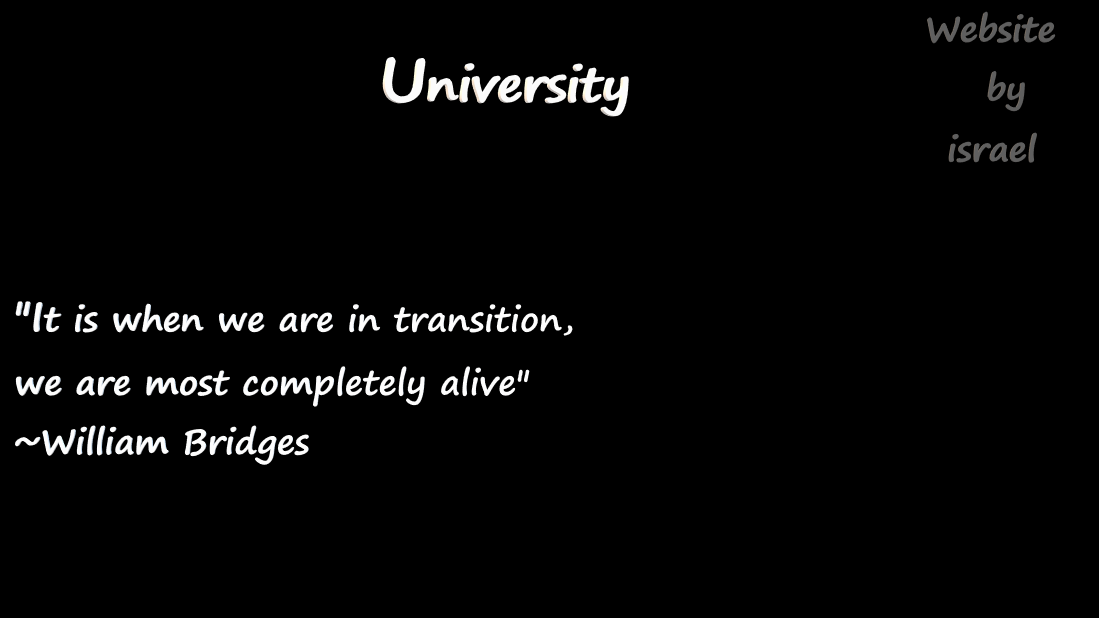 Website
University
by
israel
"It is when we are in transition,
we are most completely alive"
~William Bridges